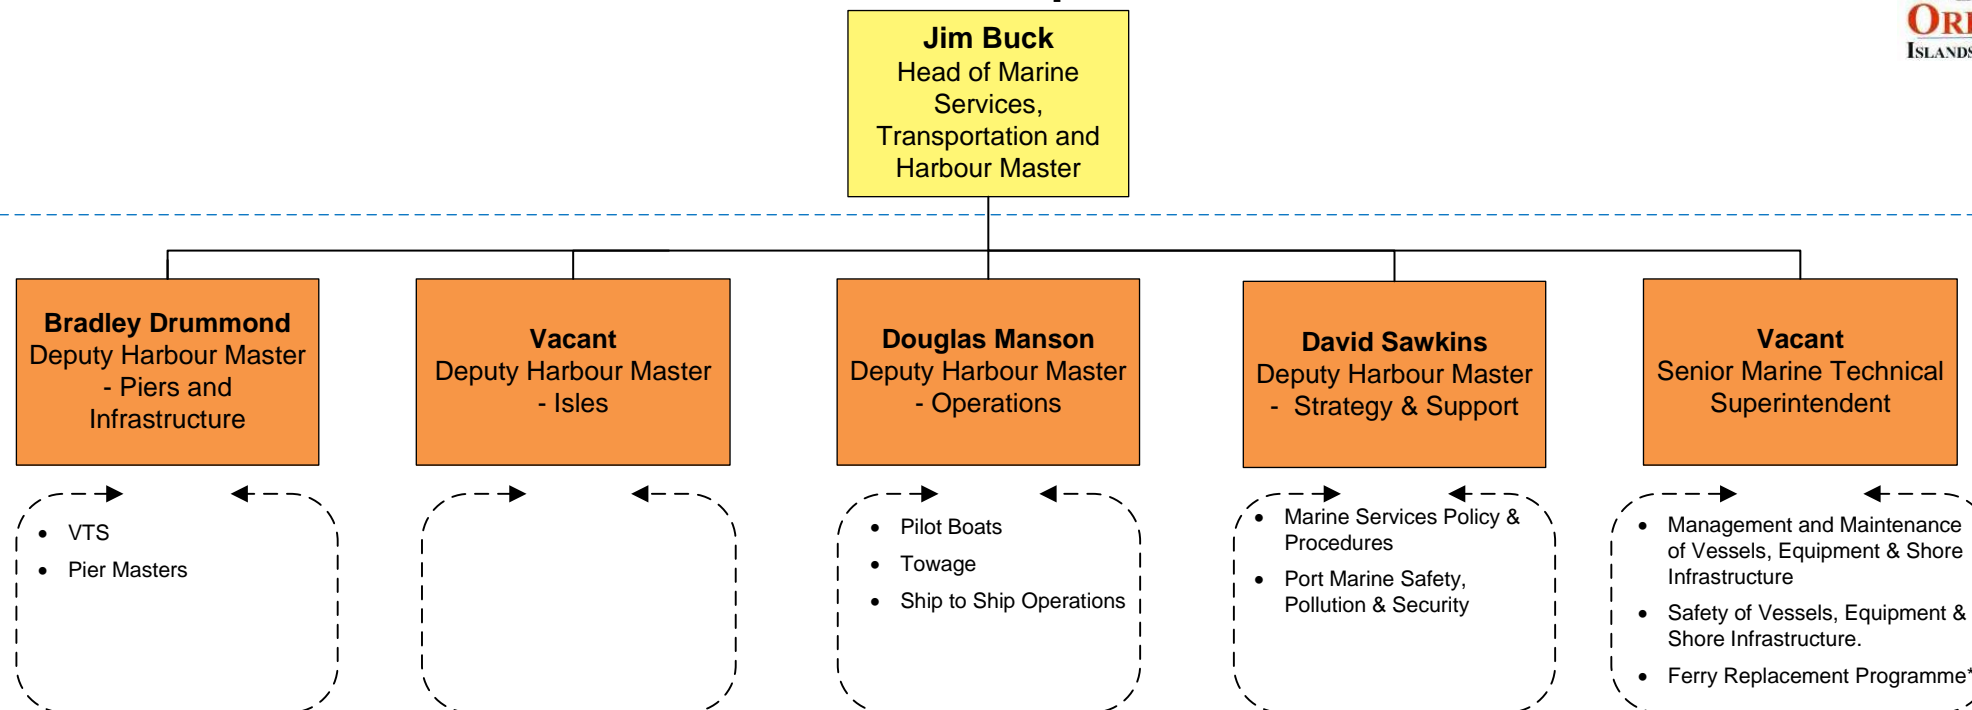 Jim Buck
Head of Marine
Services,
Transportation and
Harbour Master
ISLANDS
Bradley Drummond
Deputy Harbour Master
- Piers and
Infrastructure
Vacant
Deputy Harbour Master
- Isles
Douglas Manson
Deputy Harbour Master
- Operations
David Sawkins
Deputy Harbour Master
- Strategy & Support
Vacant
Senior Marine Technical
Superintendent
• VTS
• Pier Masters
• Pilot Boats
• Towage
• Ship to Ship Operations
• Marine Services Policy &
Procedures
• Port Marine Safety,
Pollution & Security
• Management and Maintenance
of Vessels, Equipment & Shore
Infrastructure
• Safety of Vessels, Equipment &
Shore Infrastructure.
• Ferry Replacement Programme*